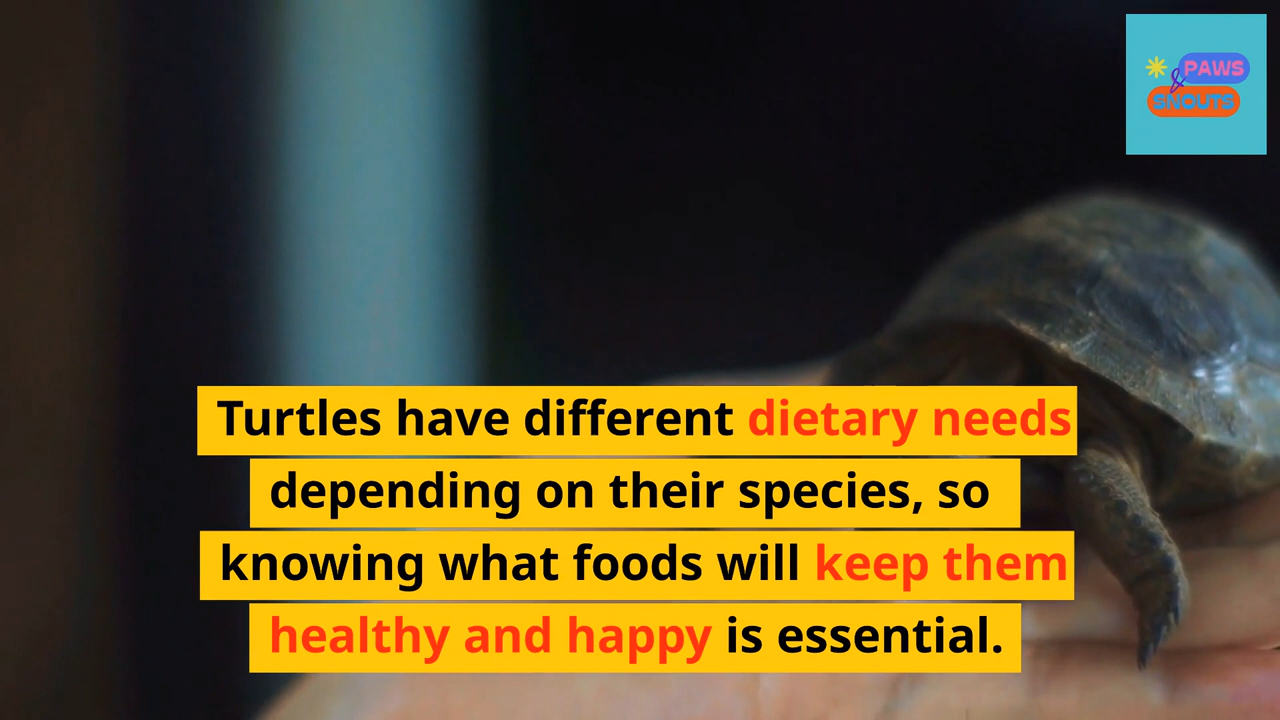 PAWS
&
SNOUTS
Turtles have different dietary needs
depending on their species, so
knowing what foods will keep them
healthy and happy is essential.